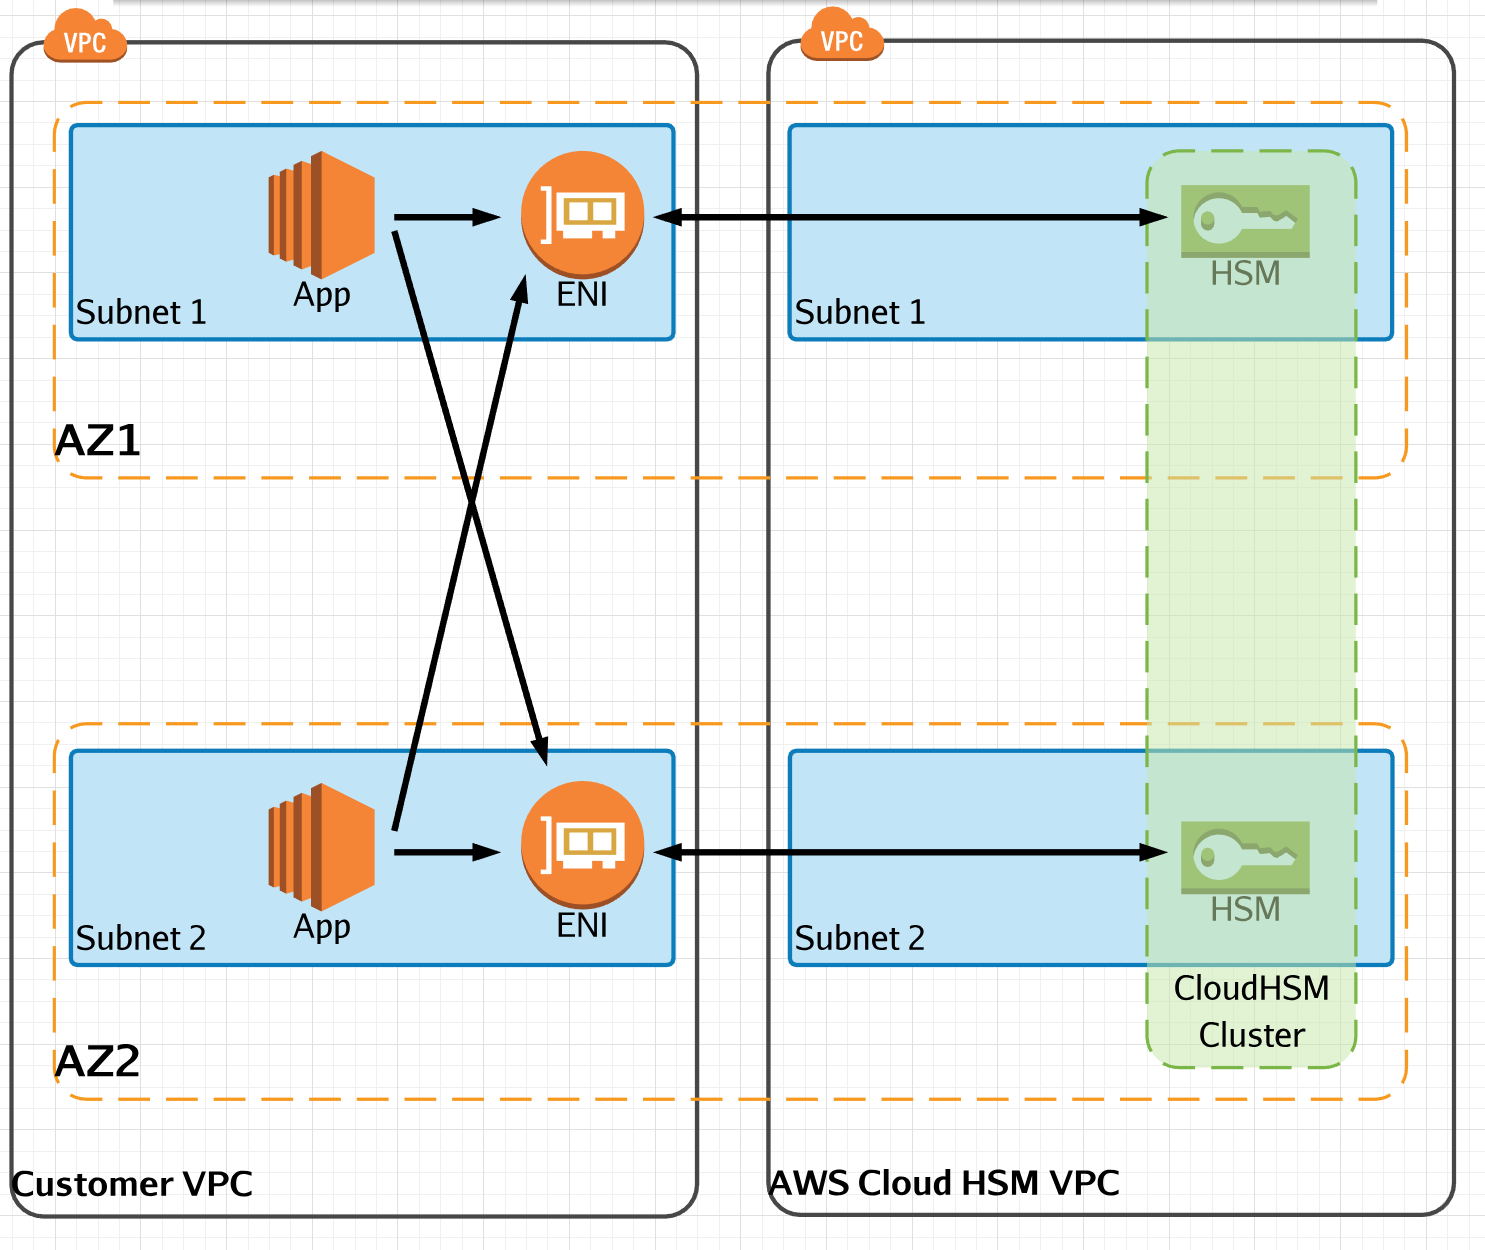 VPC
VPC
App
ENI
Subnet 1
HSM
Subnet 1
AZ1
App
ENI
Subnet 2
HSM
Subnet 2
CloudHSM
Cluster
AZ2
Customer VPC
AWS Cloud HSM VPC